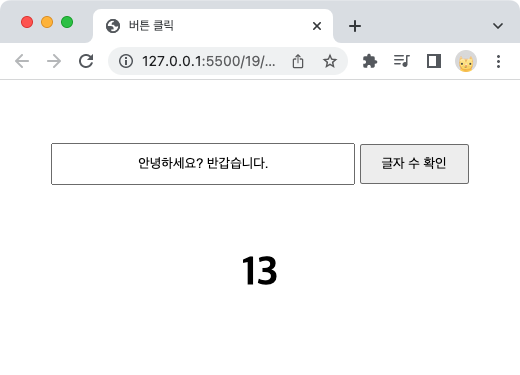 버튼 클릭
127.0.0.1:5500/19/...
안녕하세요? 반갑습니다.
글자 수 확인
13